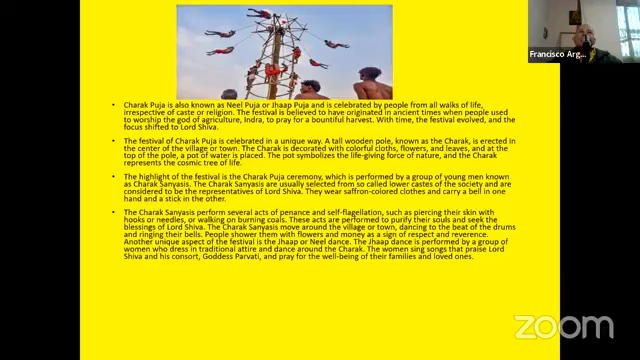 Francisco Arg...
• Charak Puja is also known as Neel Puja or Jhaap Puja and is celebrated by people from all walks of life,
irrespective of caste or religion. The festival is believed to have originated in ancient times when people used
to worship the god of agriculture, Indra, to pray for a bountiful harvest. With time, the festival evolved, and the
focus shifted to Lord Shiva.
• The festival of Charak Puja is celebrated in a unique way. A tall wooden pole, known as the Charak, is erected in
the center of the village or town. The Charak is decorated with colorful cloths, flowers, and leaves, and at the
top of the pole, a pot of water is placed. The pot symbolizes the life-giving force of nature, and the Charak
represents the cosmic tree of life.
• The highlight of the festival is the Charak Puja ceremony, which is performed by a group of young men known
as Charak Sanyasis. The Charak Sanyasis are usually selected from so called lower castes of the society and are
considered to be the representatives of Lord Shiva. They wear saffron-colored clothes and carry a bell in one
hand and a stick in the other.
• The Charak Sanyasis perform several acts of penance and self-flagellation, such as piercing their skin with
hooks or needles, or walking on burning coals. These acts are performed to purify their souls and seek the
blessings of Lord Shiva. The Charak Sanyasis move around the village or town, dancing to the beat of the drums
and ringing their bells. People shower them with flowers and money as a sign of respect and reverence.
Another unique aspect of the festival is the Jhaap or Neel dance. The Jhaap dance is performed by a group of
women who dress in traditional attire and dance around the Charak. The women sing songs that praise Lord
Shiva and his consort, Goddess Parvati, and pray for the well-being of their families and loved ones.
zoom